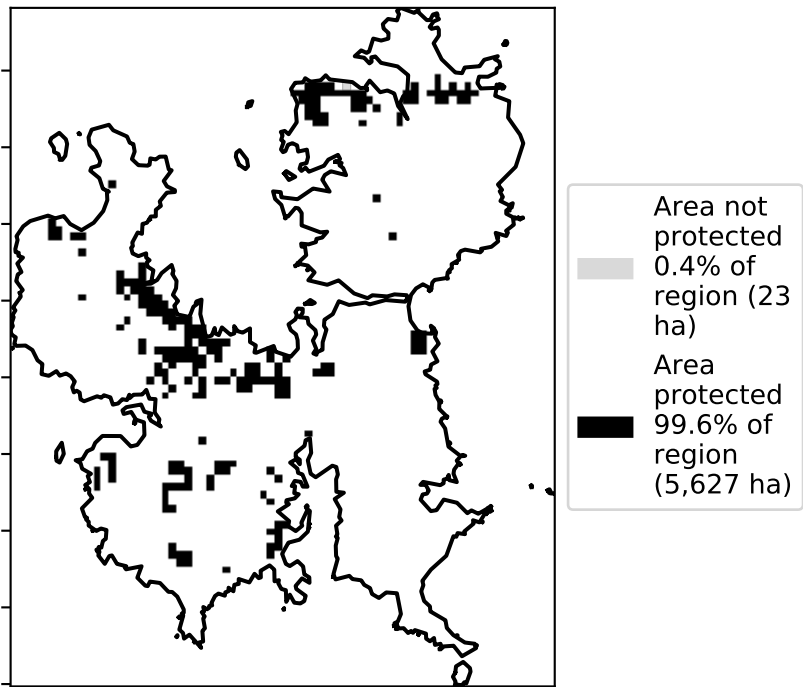 Area not
protected
0.4% of
region (23
ha)
Area
protected
99.6% of
region
(5,627 ha)